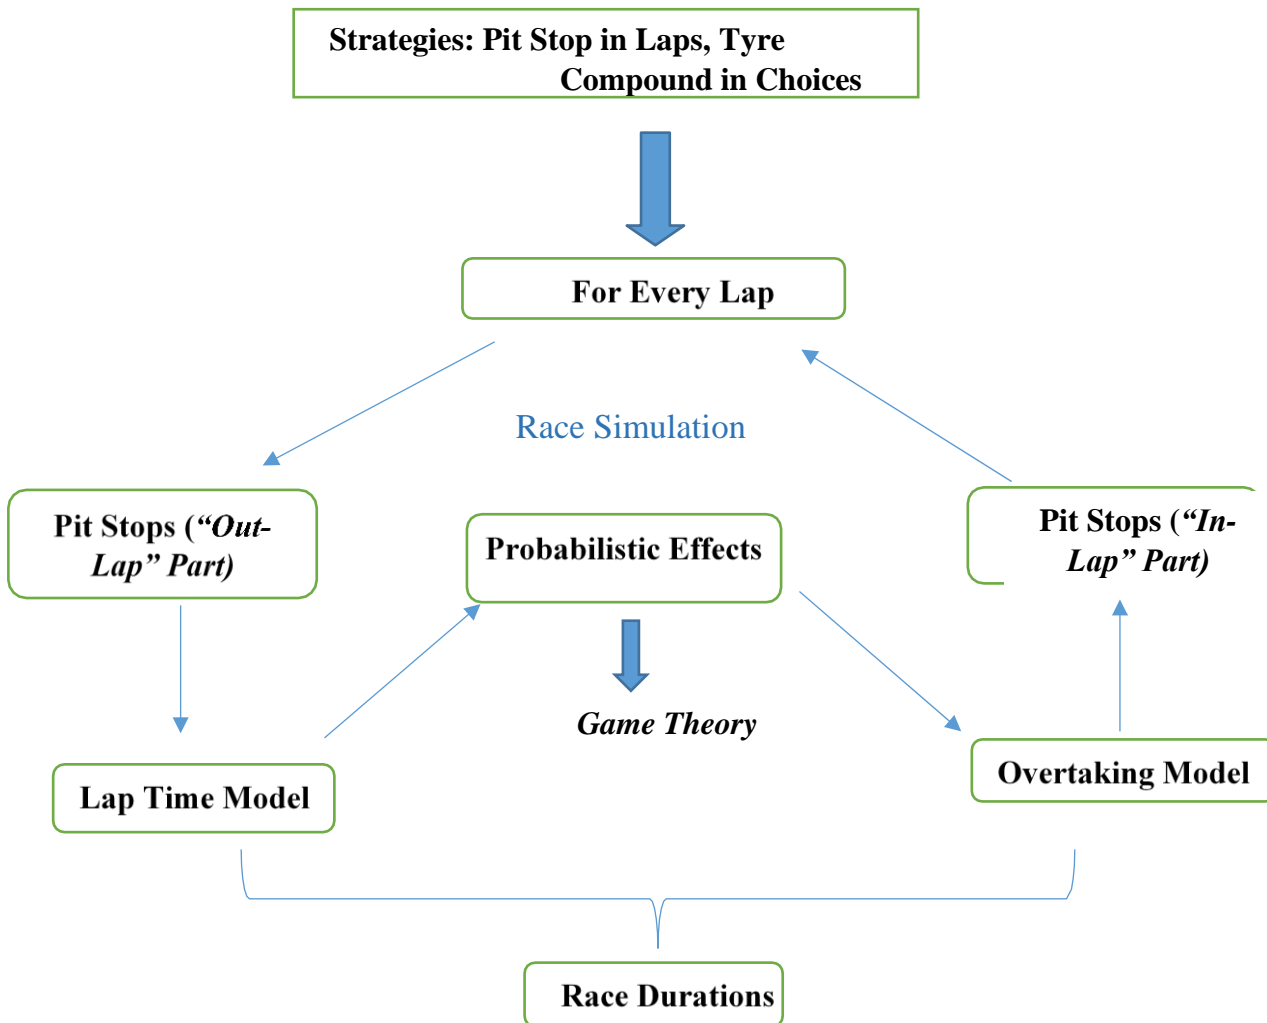 Strategies: Pit Stop in Laps, Tyre
Compound in Choices
For Every Lap
Race Simulation
Pit Stops (“Out-
Lap” Part)
Probabilistic Effects
Pit Stops (“In-
Lap” Part)
Game Theory
Lap Time Model
Overtaking Model
Race Durations